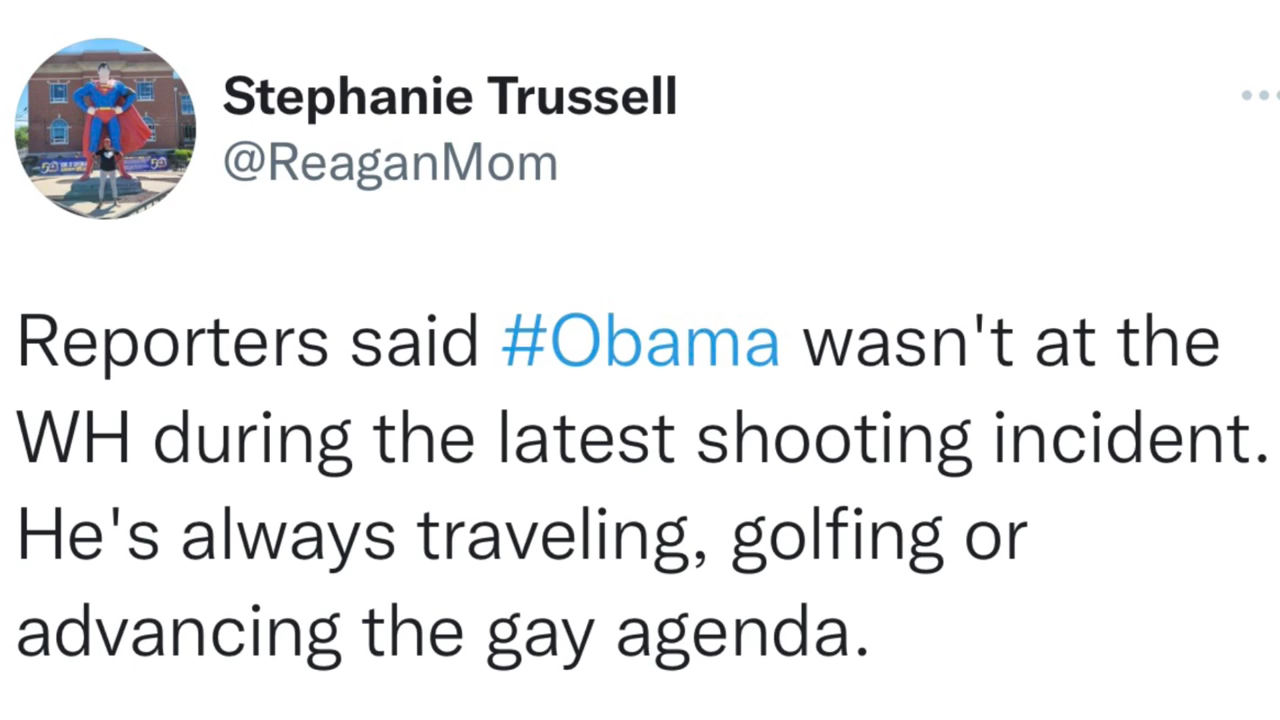 Stephanie Trussell
@ReaganMom
Reporters said #Obama wasn't at the
WH during the latest shooting incident.
He's always traveling, golfing or
advancing the gay agenda.